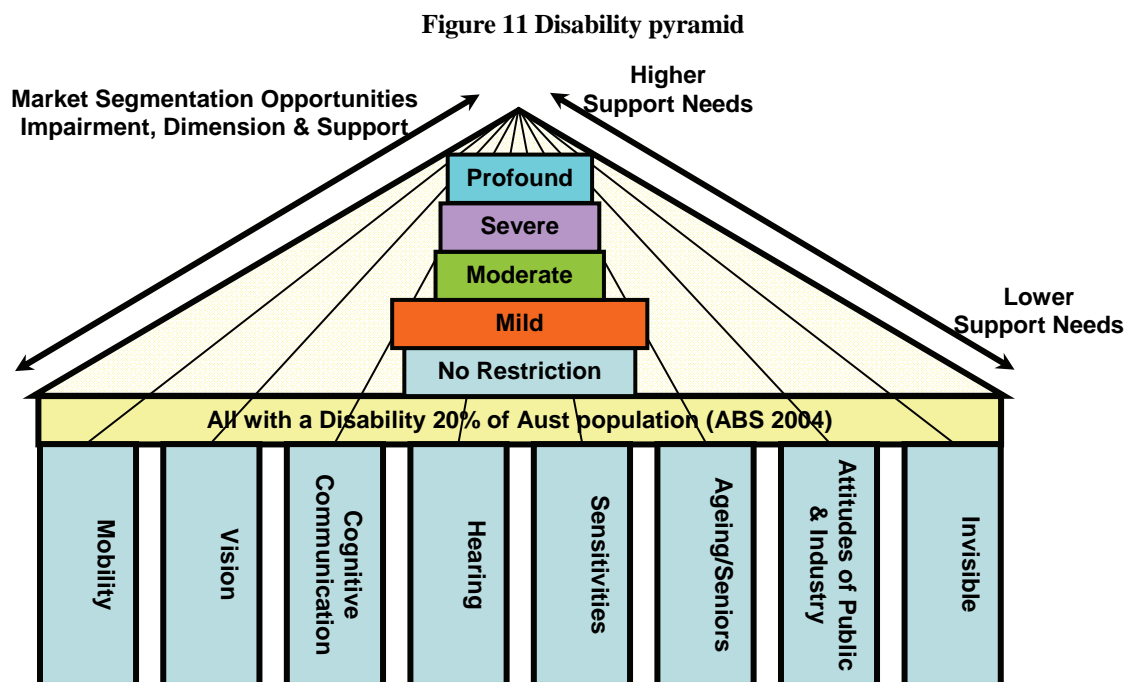 Figure 11 Disability pyramid
Market Segmentation Opportunities
Impairment, Dimension & Support
Higher
Support Needs
Profound
Severe
Moderate
Mild
No Restriction
Lower
Support Needs
All with a Disability 20% of Aust population (ABS 2004)
Mobility
Vision
Cognitive
Communication
Hearing
Sensitivities
Ageing/Seniors
Attitudes of Public
& Industry
Invisible